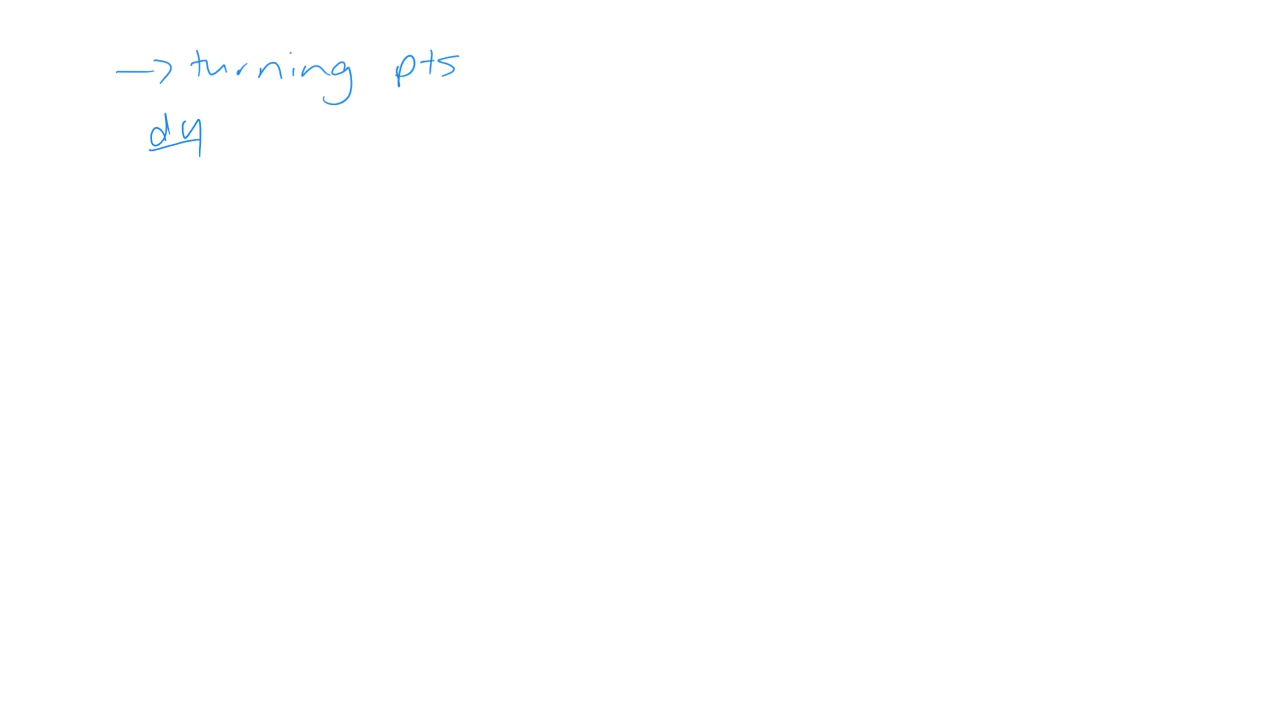 → turning pts
dy